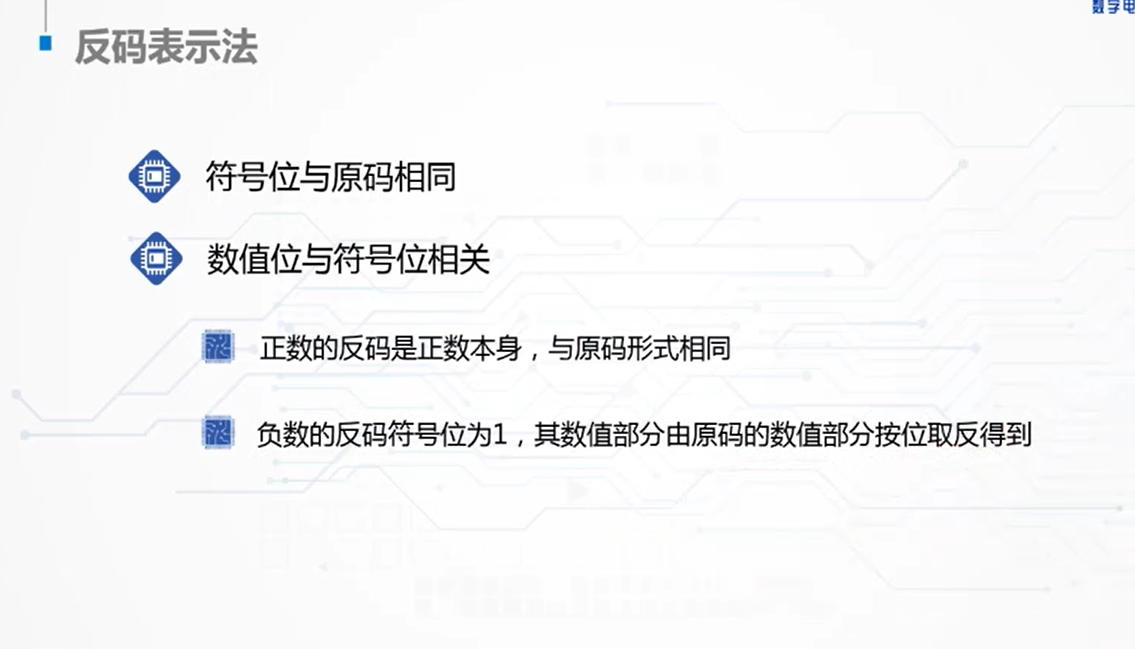 数字电
反码表示法
符号位与原码相同
数值位与符号位相关
正数的反码是正数本身，与原码形式相同
负数的反码符号位为1，其数值部分由原码的数值部分按位取反得到